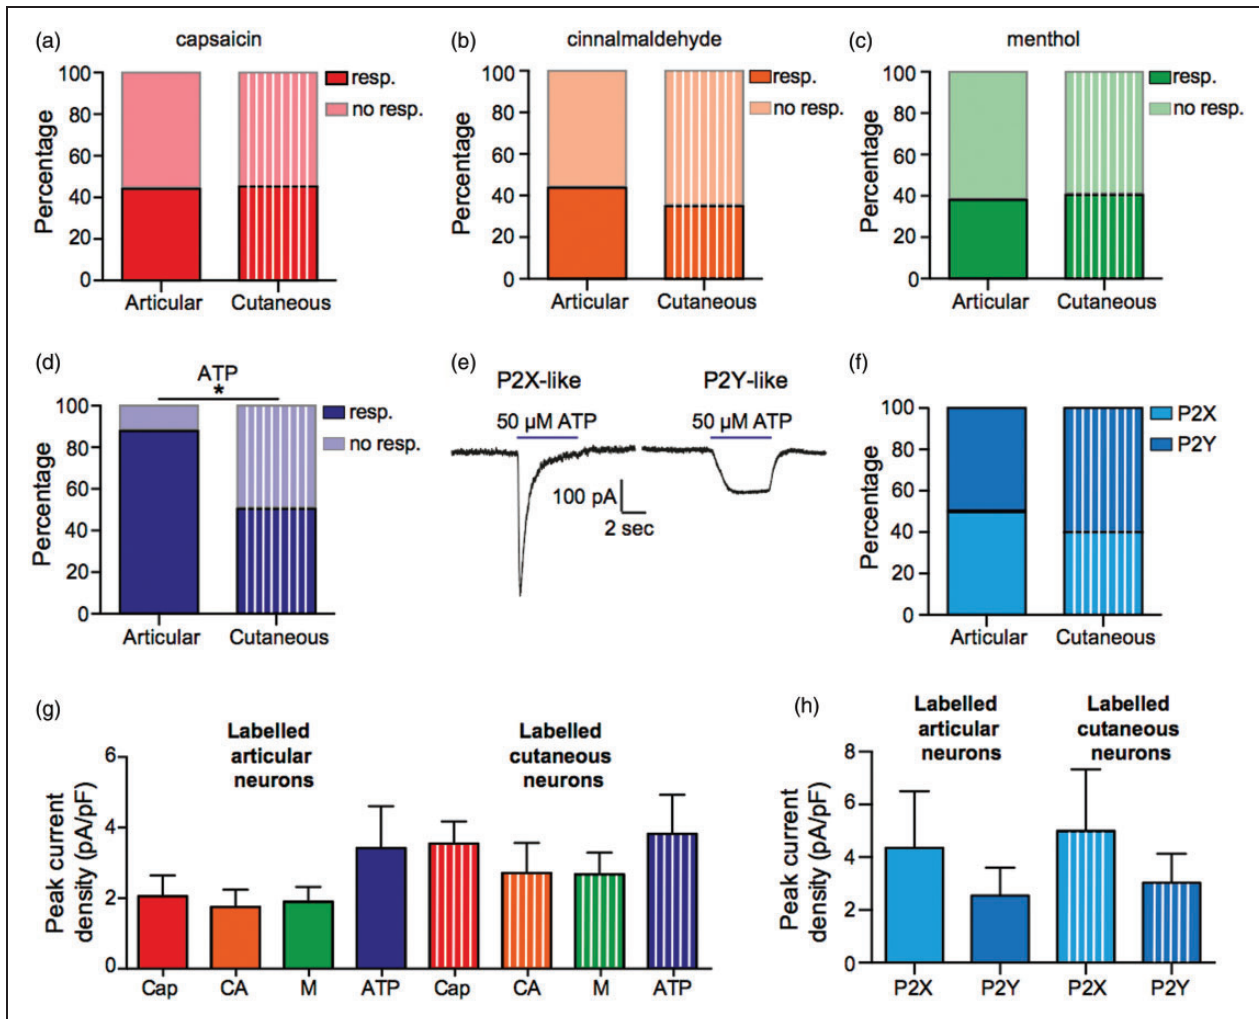 (a)
capsaicin
100
80
60
40
20
0
Percentage
resp.
no resp.
Articular
Cutaneous
(b)
cinnalmaldehyde
100
80
60
40
20
0
Percentage
resp.
no resp.
Articular
Cutaneous
(c)
menthol
100
80
60
40
20
0
Percentage
resp.
no resp.
Articular
Cutaneous
(d)
ATP
*
100
80
60
40
20
0
Percentage
resp.
no resp.
Articular
Cutaneous
(e)
P2X-like
P2Y-like
50 µM ATP
50 µM ATP
100 pA
2 sec
(f)
100
80
60
40
20
0
Percentage
P2X
P2Y
Articular
Cutaneous
(g)
Labelled
articular
neurons
Labelled
cutaneous
neurons
6
4
2
0
Peak current
density (pA/pF)
Cap
CA
M
ATP
Cap
CA
M
ATP
(h)
Labelled
articular
neurons
Labelled
cutaneous
neurons
8
6
4
2
0
Peak current
density (pA/pF)
P2X
P2Y
P2X
P2Y